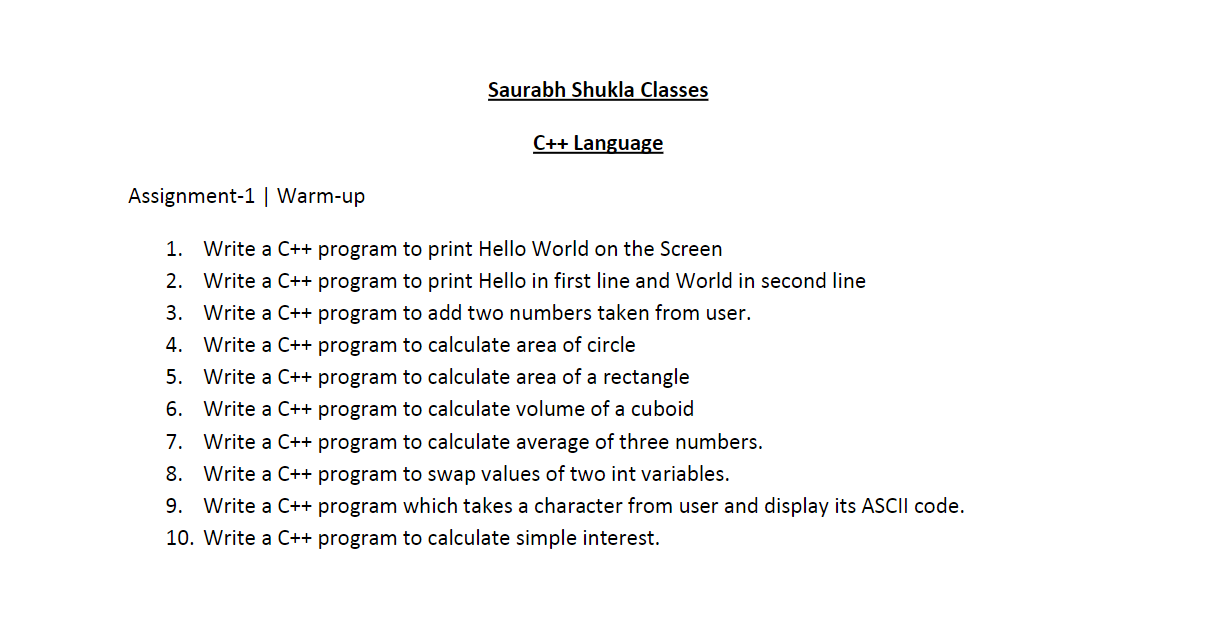 Saurabh Shukla Classes
C++ Language
Assignment-1 | Warm-up
1. Write a C++ program to print Hello World on the Screen
2. Write a C++ program to print Hello in first line and World in second line
3. Write a C++ program to add two numbers taken from user.
4. Write a C++ program to calculate area of circle
5. Write a C++ program to calculate area of a rectangle
6. Write a C++ program to calculate volume of a cuboid
7. Write a C++ program to calculate average of three numbers.
8. Write a C++ program to swap values of two int variables.
9. Write a C++ program which takes a character from user and display its ASCII code.
10. Write a C++ program to calculate simple interest.